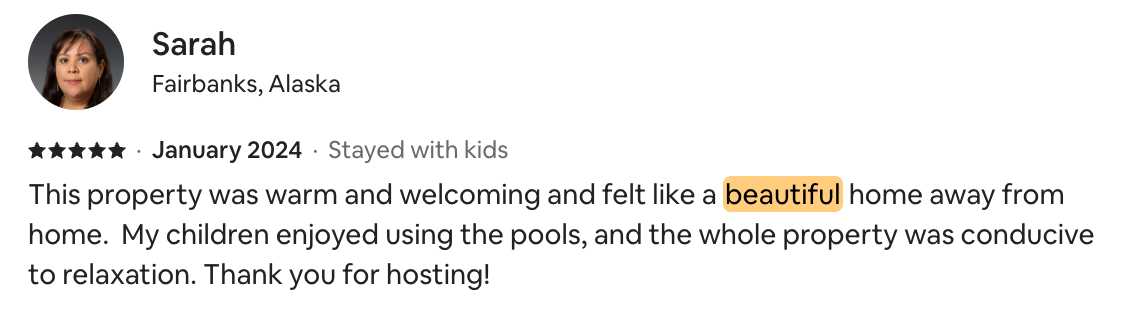 Sarah
Fairbanks, Alaska
★★★★★ · January 2024 · Stayed with kids
This property was warm and welcoming and felt like a beautiful home away from
home.  My children enjoyed using the pools, and the whole property was conducive
to relaxation. Thank you for hosting!